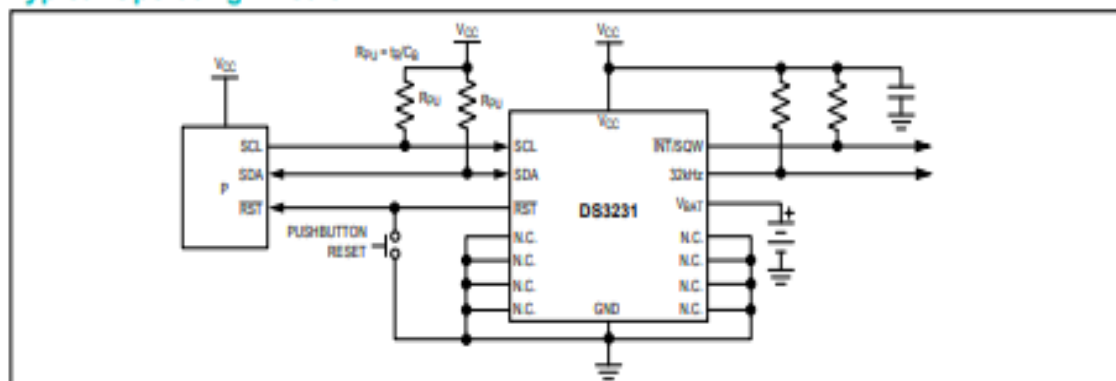 VCC
VCC
RPU = tR/CB
VCC
RPU
RPU
VCC
SCL
SCL
INT/SQW
SDA
SDA
32kHz
P
VBAT
+
DS3231
RST
RST
PUSHBUTTON
RESET
N.C.
N.C.
N.C.
N.C.
N.C.
N.C.
N.C.
N.C.
GND